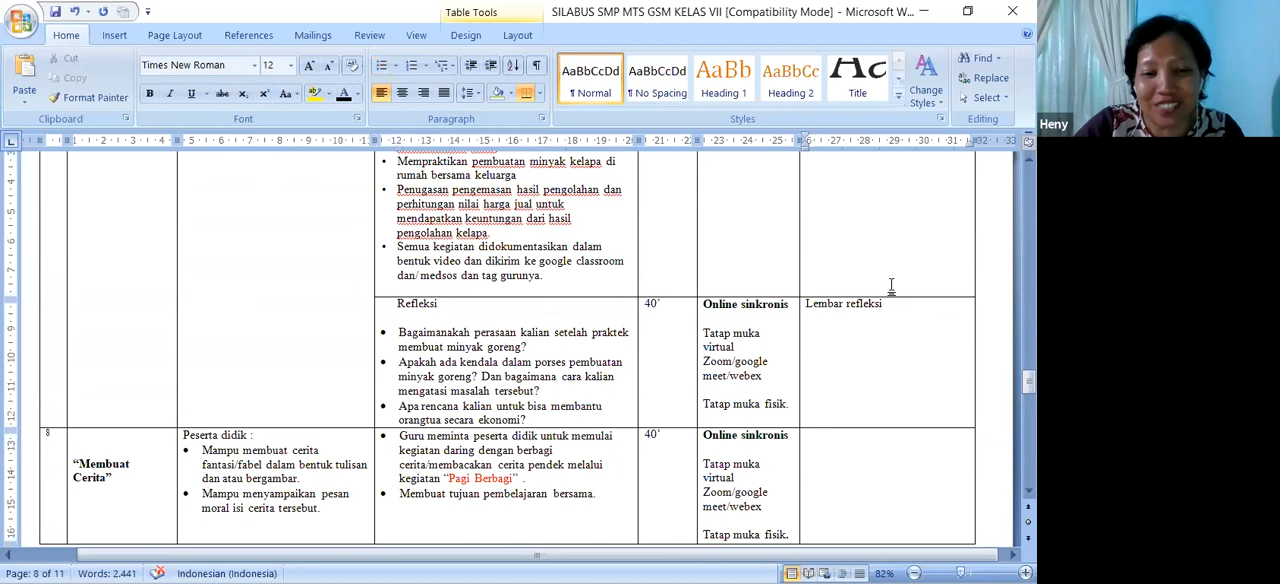 Table Tools
SILABUS SMP MTS GSM KELAS VII [Compatibility Mode] - Microsoft W...
Home Insert Page Layout References Mailings Review View Design Layout
Cut
Copy
Format Painter
Paste
Clipboard
Times New Roman 12
Font
Paragraph
AaBbCcDd AaBbCcDd AaBb AaBbCc Aa
¶ Normal ¶ No Spacing Heading 1 Heading 2 Title
Change Styles
Styles
Find
Replace
Select
Editing
Heny
Mempraktikan pembuatan minyak kelapa di
rumah bersama keluarga
Penugasan pengemasan hasil pengolahan dan
perhitungan nilai harga jual untuk
mendapatkan keuntungan dari hasil
pengolahan kelapa.
Semua kegiatan didokumentasikan dalam
bentuk video dan dikirim ke google classroom
dan/medsos dan tag gurunya.
Refleksi
Bagaimanakah perasaan kalian setelah praktek
membuat minyak goreng?
Apakah ada kendala dalam porses pembuatan
minyak goreng? Dan bagaimana cara kalian
mengatasi masalah tersebut?
Apa rencana kalian untuk bisa membantu
orangtua secara ekonomi?
40’
Online sinkronis
Tatap muka
virtual
Zoom/google
meet/webex
Tatap muka fisik.
Lembar refleksi
8
“Membuat
Cerita”
Peserta didik :
Mampu membuat cerita
fantasi/fabel dalam bentuk tulisan
dan atau bergambar.
Mampu menyampaikan pesan
moral isi cerita tersebut.
Guru meminta peserta didik untuk memulai
kegiatan daring dengan berbagi
cerita/membacakan cerita pendek melalui
kegiatan “Pagi Berbagi” .
Membuat tujuan pembelajaran bersama.
40’
Online sinkronis
Tatap muka
virtual
Zoom/google
meet/webex
Tatap muka fisik.
Page: 8 of 11 Words: 2.441 Indonesian (Indonesia) 82%